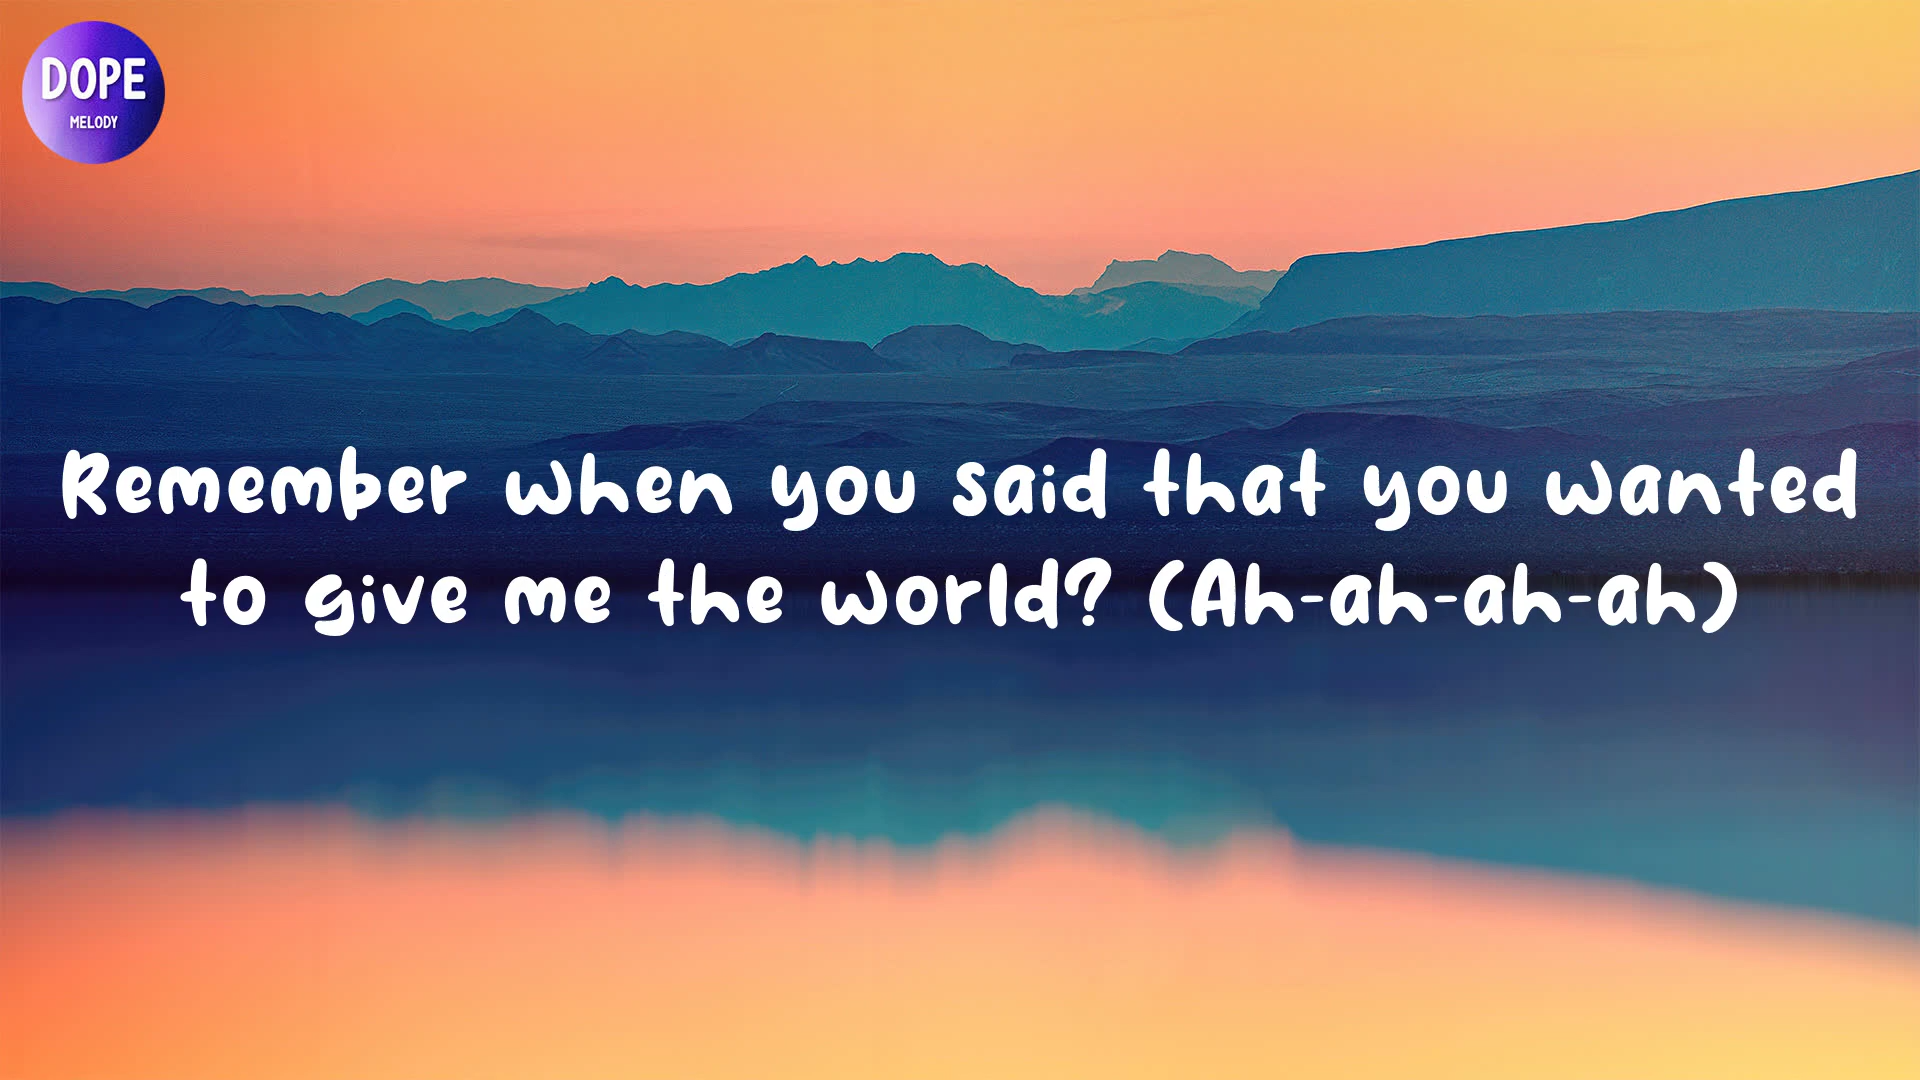 DOPE
MELODY
Remember when you said that you wanted
to give me the world? (Ah-ah-ah-ah)